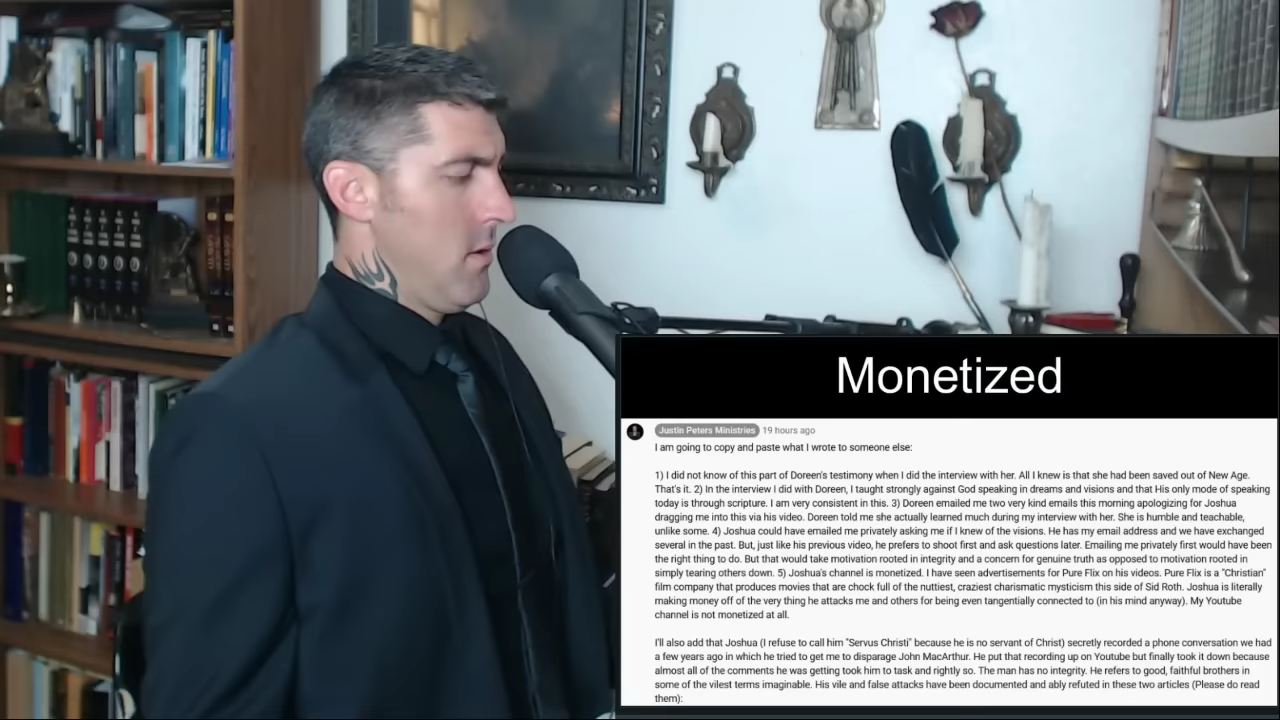 Monetized
Justin Peters Ministries 19 hours ago
I am going to copy and paste what I wrote to someone else:
1) I did not know of this part of Doreen's testimony when I did the interview with her. All I knew is that she had been saved out of New Age.
That's it. 2) In the interview I did with Doreen, I taught strongly against God speaking in dreams and visions and that His only mode of speaking
today is through scripture. I am very consistent in this. 3) Doreen emailed me two very kind emails this morning apologizing for Joshua
dragging me into this via his video. Doreen told me she actually learned much during my interview with her. She is humble and teachable,
unlike some. 4) Joshua could have emailed me privately asking me if I knew of the visions. He has my email address and we have exchanged
several in the past. But, just like his previous video, he prefers to shoot first and ask questions later. Emailing me privately first would have been
the right thing to do. But that would take motivation rooted in integrity and a concern for genuine truth as opposed to motivation rooted in
simply tearing others down. 5) Joshua's channel is monetized. I have seen advertisements for Pure Flix on his videos. Pure Flix is a "Christian"
film company that produces movies that are chock full of the nuttiest, craziest charismatic mysticism this side of Sid Roth. Joshua is literally
making money off of the very thing he attacks me and others for being even tangentially connected to (in his mind anyway). My Youtube
channel is not monetized at all.
I'll also add that Joshua (I refuse to call him "Servus Christi" because he is no servant of Christ) secretly recorded a phone conversation we had
a few years ago in which he tried to get me to disparage John MacArthur. He put that recording up on Youtube but finally took it down because
almost all of the comments he was getting took him to task and rightly so. The man has no integrity. He refers to good, faithful brothers in
some of the vilest terms imaginable. His vile and false attacks have been documented and ably refuted in these two articles (Please do read
them):